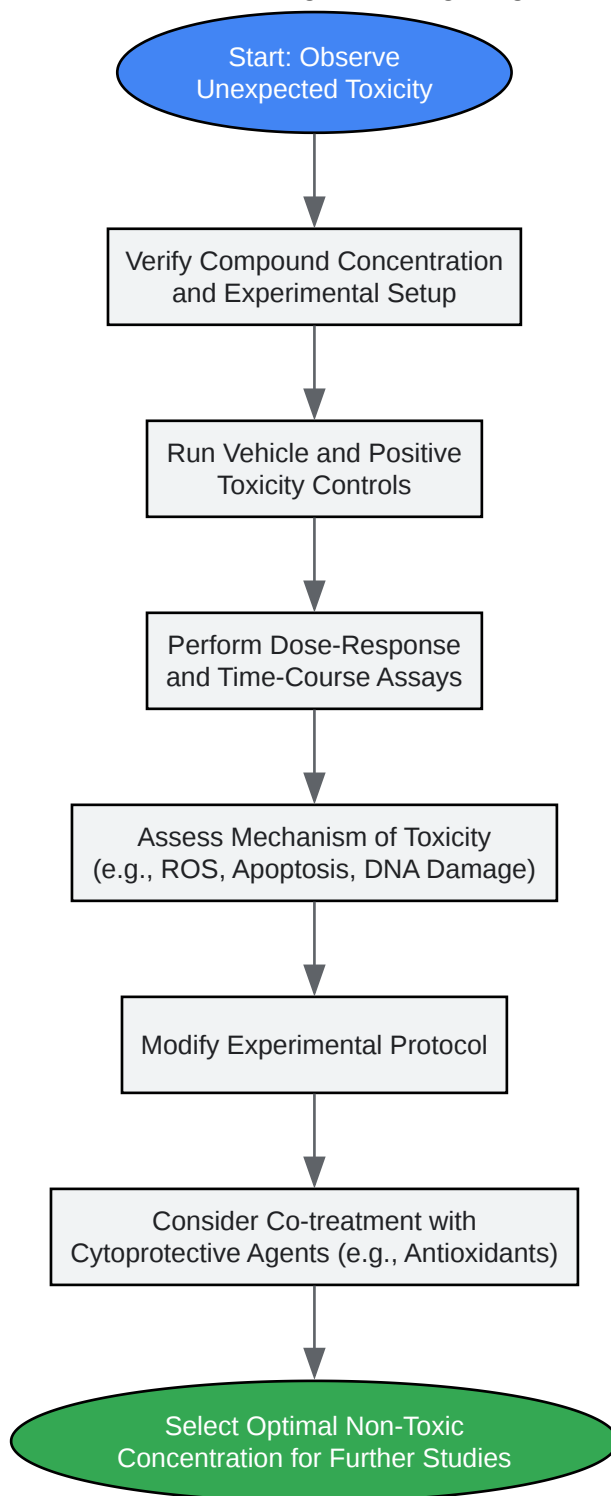 Start: Observe
Unexpected Toxicity
Verify Compound Concentration
and Experimental Setup
Run Vehicle and Positive
Toxicity Controls
Perform Dose-Response
and Time-Course Assays
Assess Mechanism of Toxicity
(e.g., ROS, Apoptosis, DNA Damage)
Modify Experimental Protocol
Consider Co-treatment with
Cytoprotective Agents (e.g., Antioxidants)
Select Optimal Non-Toxic
Concentration for Further Studies